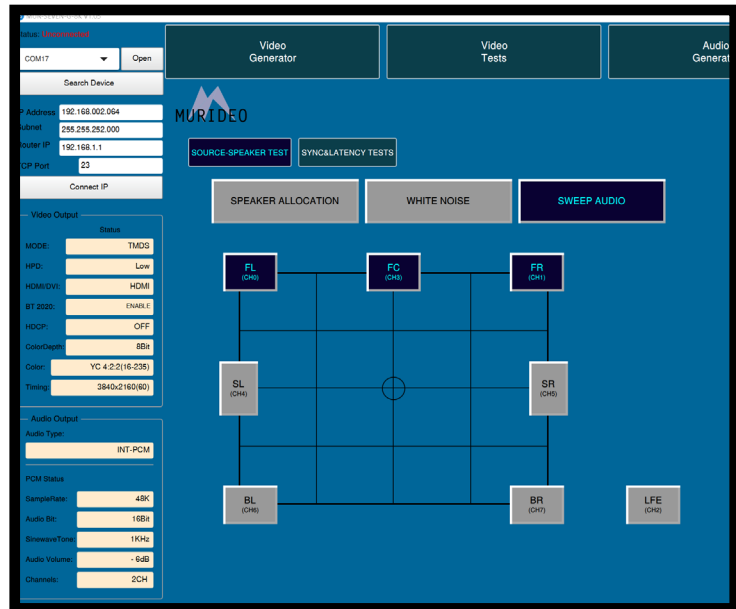 COM17
Open
Search Device
IP Address 192.168.002.064
Subnet 255.255.252.000
Router IP 192.168.1.1
TCP Port 23
Connect IP
Video Output
Status
MODE: TMDS
HPD: Low
HDMI/DVI: HDMI
BT 2020: ENABLE
HDCP: OFF
ColorDepth: 8Bit
Color: YC 4:2:2(16-235)
Timing: 3840x2160(60)
Audio Output
Audio Type:
INT-PCM
PCM Status
SampleRate: 48K
Audio Bit: 16Bit
SinewaveTone: 1KHz
Audio Volume: - 6dB
Channels: 2CH
Video
Generator
Video
Tests
Audio
Generat
MURIDEO
SOURCE-SPEAKER TEST
SYNC&LATENCY TESTS
SPEAKER ALLOCATION
WHITE NOISE
SWEEP AUDIO
FL
(CH0)
FC
(CH3)
FR
(CH1)
SL
(CH4)
SR
(CH5)
BL
(CH6)
BR
(CH7)
LFE
(CH2)